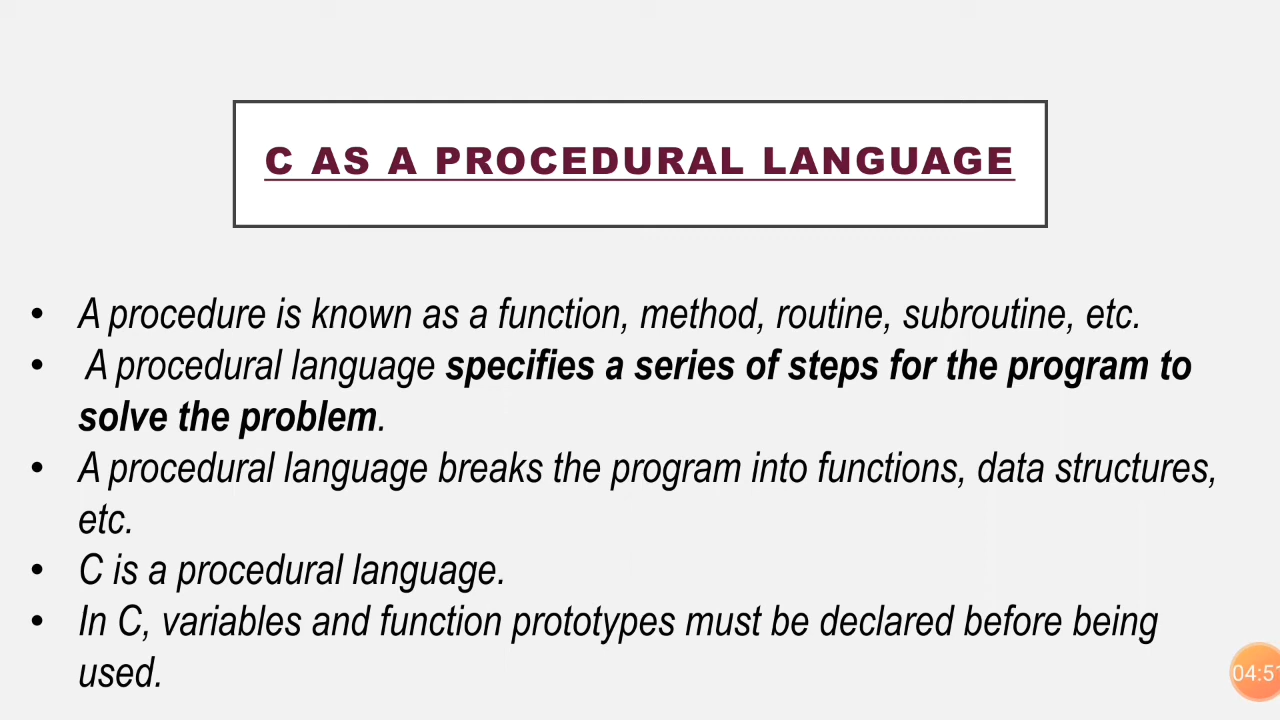 C AS A PROCEDURAL LANGUAGE
• A procedure is known as a function, method, routine, subroutine, etc.
• A procedural language specifies a series of steps for the program to
solve the problem.
• A procedural language breaks the program into functions, data structures,
etc.
• C is a procedural language.
• In C, variables and function prototypes must be declared before being
used.
04:51